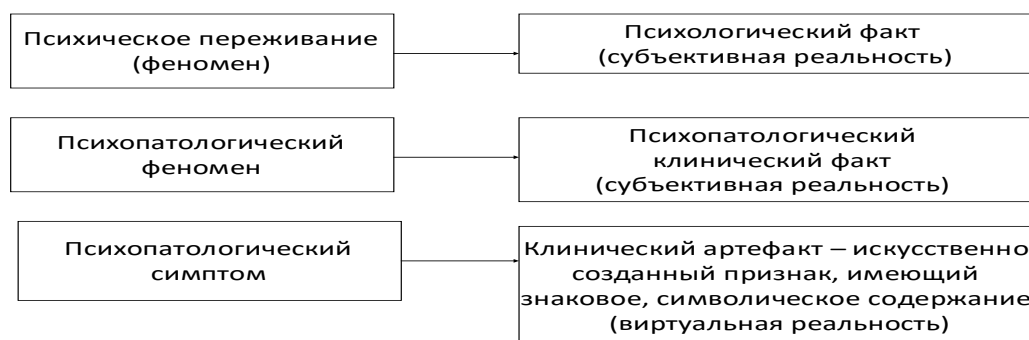 Психическое переживание
(феномен)
Психологический факт
(субъективная реальность)
Психопатологический
феномен
Психопатологический
клинический факт
(субъективная реальность)
Психопатологический
симптом
Клинический артефакт – искусственно
созданный признак, имеющий
знаковое, символическое содержание
(виртуальная реальность)